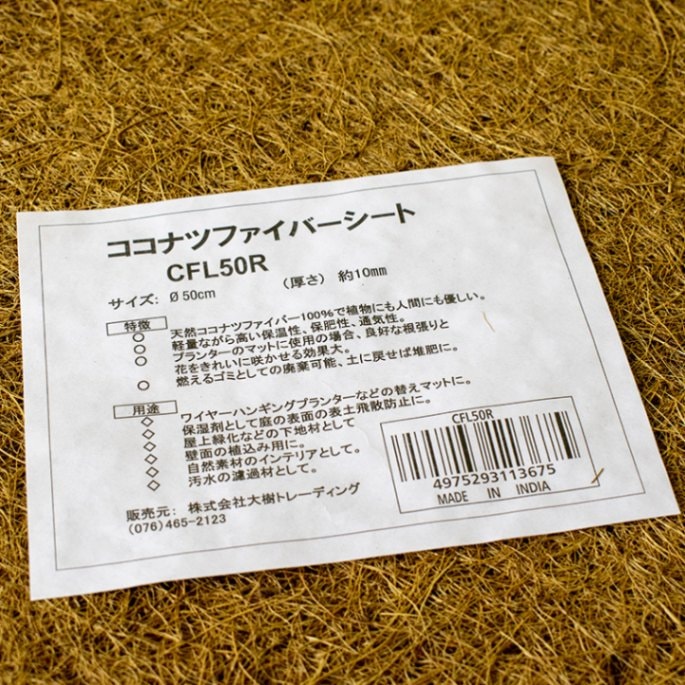 ココナツファイバーシート
CFL50R
サイズ: Ø 50cm （厚さ） 約10mm
特徴
○ 天然ココナツファイバー100%で植物にも人間にも優しい。
○ 軽量ながら高い保温性、保肥性、通気性。
○ プランターのマットに使用の場合、良好な根張りと
花をきれいに咲かせる効果大。
○ 燃えるゴミとしての廃棄可能、土に戻せば堆肥に。
用途
◇ ワイヤーハンギングプランターなどの替えマットに。
◇ 保湿剤として庭の表面の表土飛散防止に。
◇ 屋上緑化などの下地材として
◇ 壁面の植込み用に。
◇ 自然素材のインテリアとして。
◇ 汚水の濾過材として。
販売元: 株式会社大樹トレーディング
(076)465-2123
CFL50R
4975293113675
MADE IN INDIA